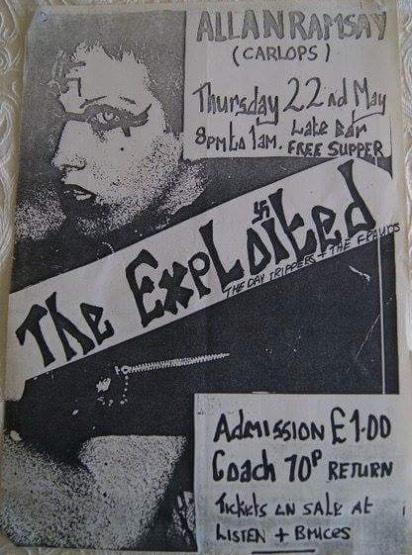 ALLAN RAMSAY
(CARLOPS)
Thursday 22nd May
8PM to 1am. Late Bar
FREE SUPPER
The Exploited
THE DAY TRIPPERS + THE FRAUDS
Admission £1.00
Coach 70P RETURN
Tickets on Sale at
Listen + Bruces